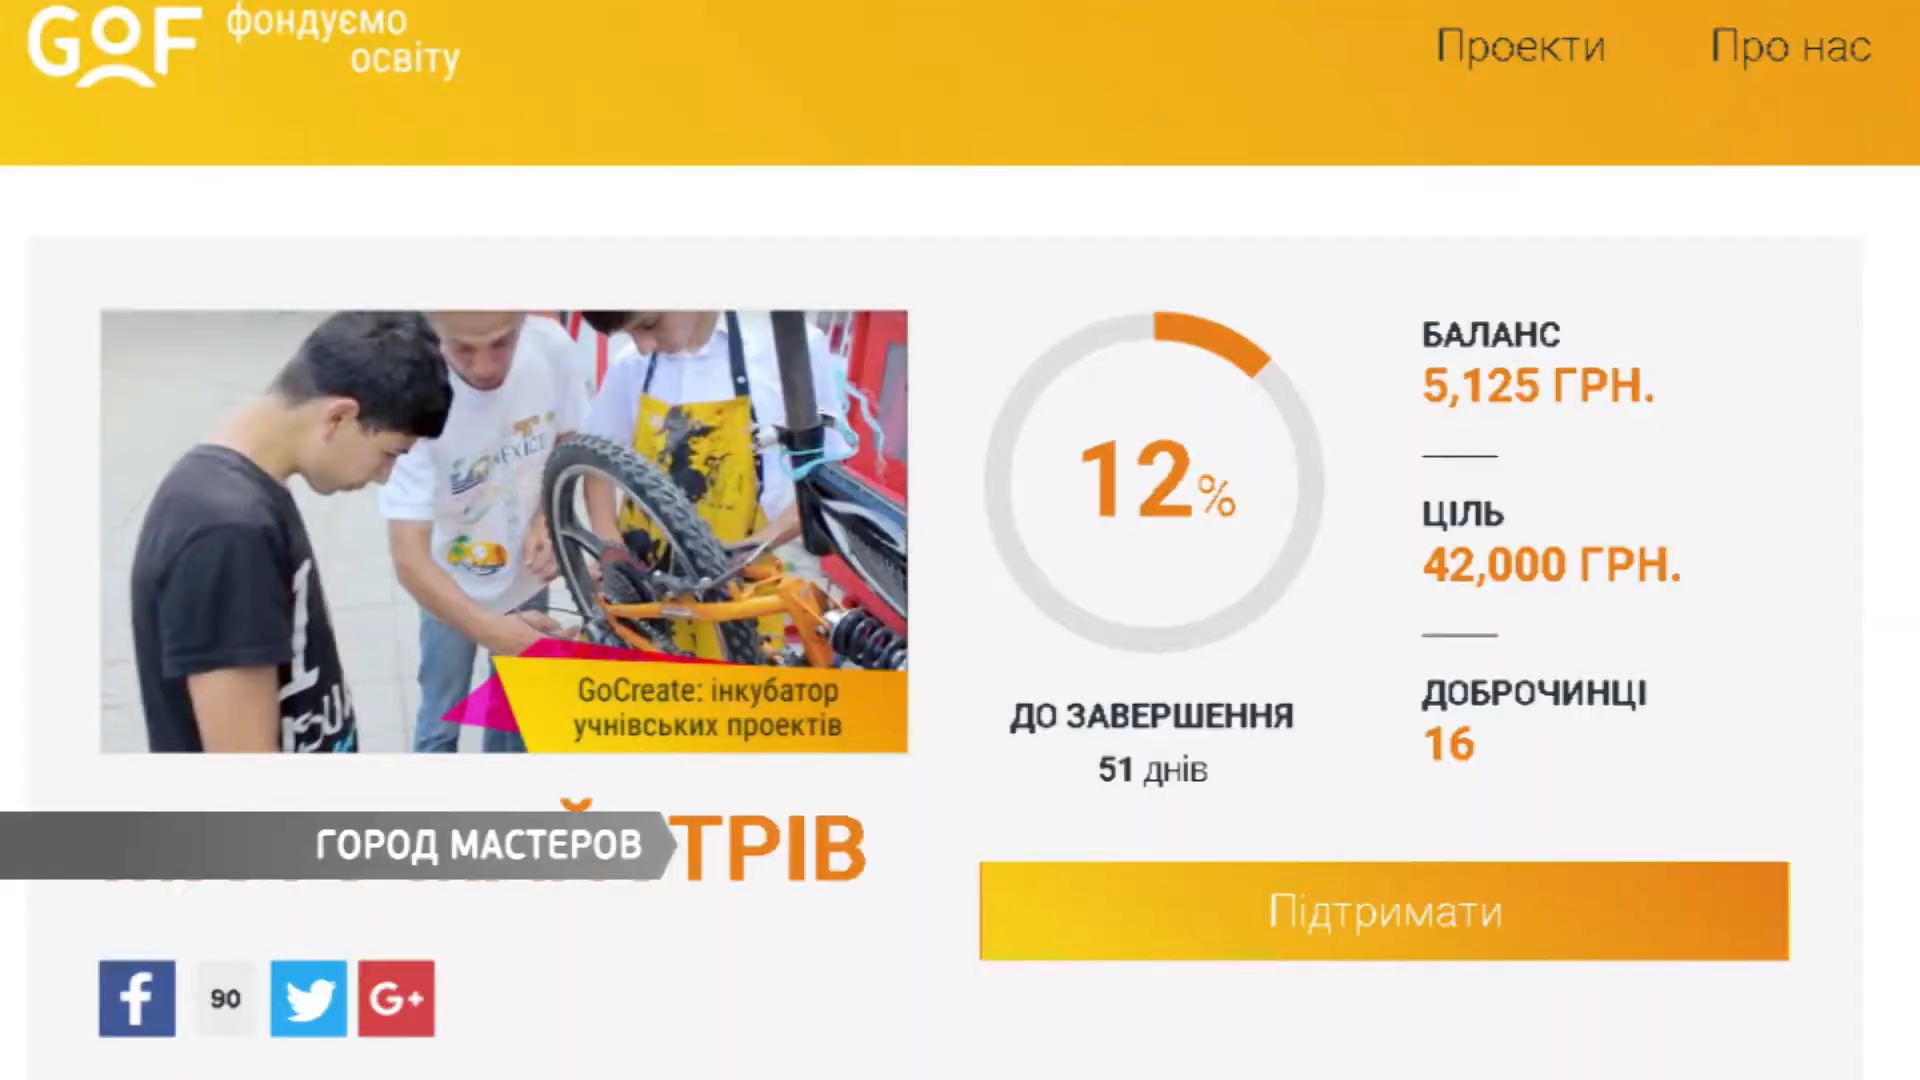 GOF
фондуємо
освіту
Проекти
Про нас
GoCreate: інкубатор
учнівських проектів
12%
ДО ЗАВЕРШЕННЯ
51 днів
БАЛАНС
5,125 ГРН.
ЦІЛЬ
42,000 ГРН.
ДОБРОЧИНЦІ
16
ГОРОД МАСТЕРОВ
Підтримати
f
90
G+